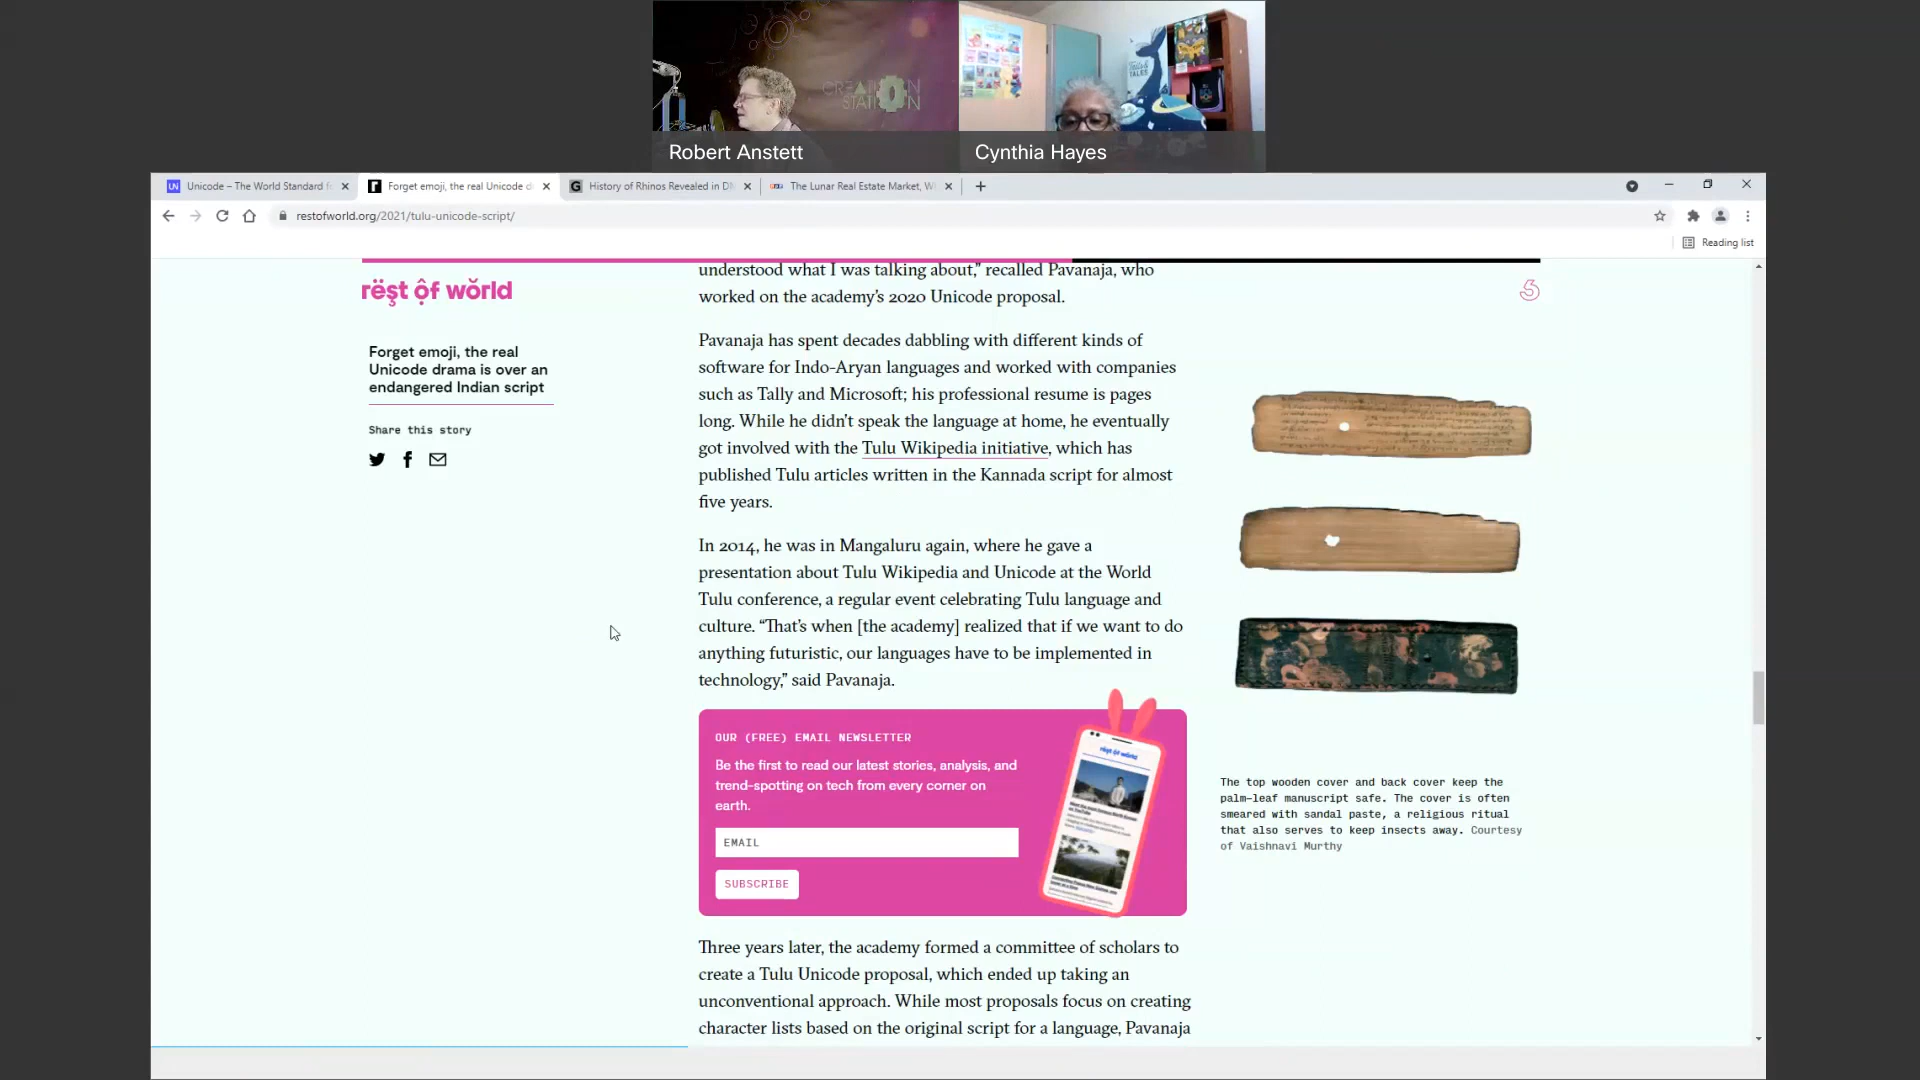 CREATION
STATION
Robert Anstett
Cynthia Hayes
Unicode – The World Standard f
Forget emoji, the real Unicode d
History of Rhinos Revealed in DN
The Lunar Real Estate Market, W
restofworld.org/2021/tulu-unicode-script/
Reading list
rëşt ộf wŏrld
Forget emoji, the real
Unicode drama is over an
endangered Indian script
Share this story
understood what I was talking about,” recalled Pavanaja, who
worked on the academy’s 2020 Unicode proposal.
Pavanaja has spent decades dabbling with different kinds of
software for Indo-Aryan languages and worked with companies
such as Tally and Microsoft; his professional resume is pages
long. While he didn’t speak the language at home, he eventually
got involved with the Tulu Wikipedia initiative, which has
published Tulu articles written in the Kannada script for almost
five years.
In 2014, he was in Mangaluru again, where he gave a
presentation about Tulu Wikipedia and Unicode at the World
Tulu conference, a regular event celebrating Tulu language and
culture. “That’s when [the academy] realized that if we want to do
anything futuristic, our languages have to be implemented in
technology,” said Pavanaja.
OUR (FREE) EMAIL NEWSLETTER
Be the first to read our latest stories, analysis, and
trend-spotting on tech from every corner on
earth.
EMAIL
SUBSCRIBE
rëşt ộf wŏrld
Three years later, the academy formed a committee of scholars to
create a Tulu Unicode proposal, which ended up taking an
unconventional approach. While most proposals focus on creating
character lists based on the original script for a language, Pavanaja
The top wooden cover and back cover keep the
palm-leaf manuscript safe. The cover is often
smeared with sandal paste, a religious ritual
that also serves to keep insects away. Courtesy
of Vaishnavi Murthy